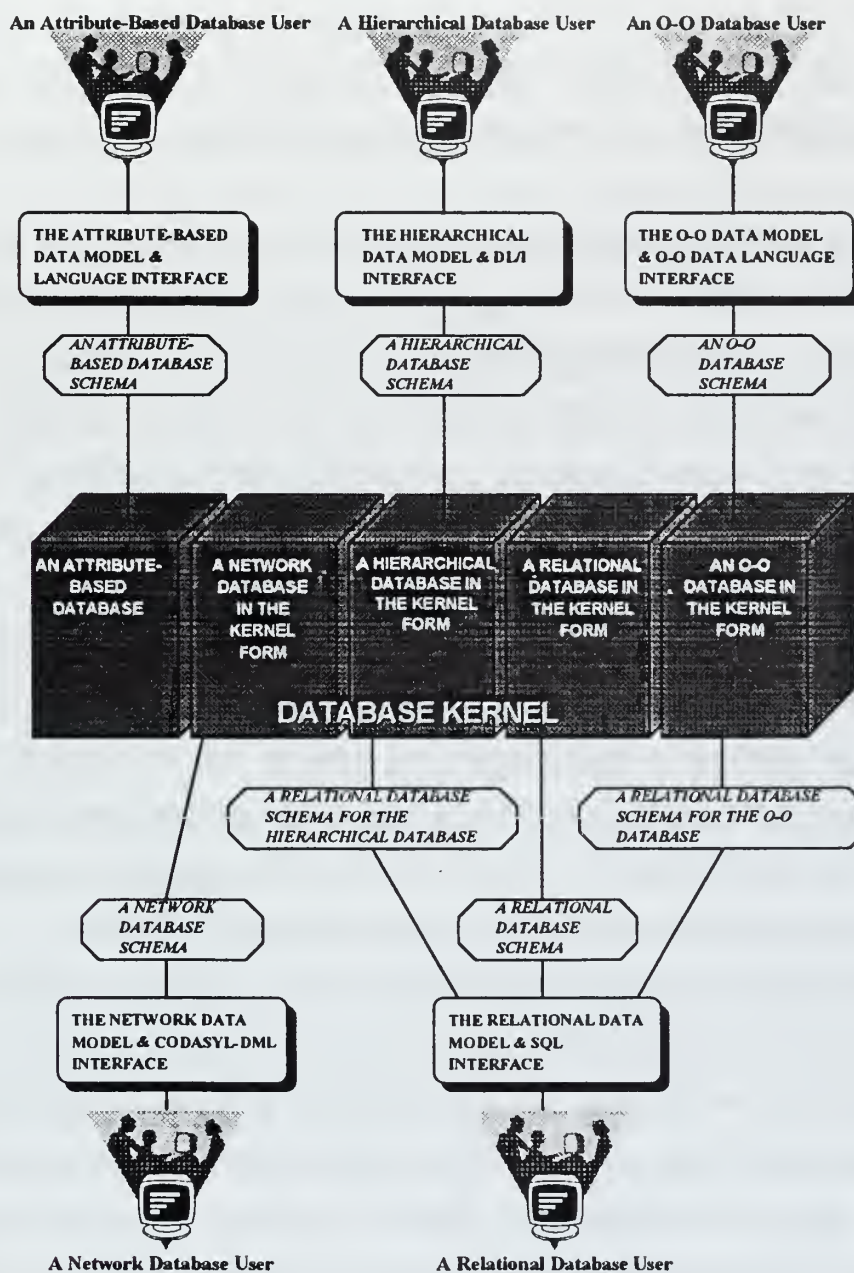 An Attribute-Based Database User
A Hierarchical Database User
An O-O Database User
THE ATTRIBUTE-BASED
DATA MODEL &
LANGUAGE INTERFACE
THE HIERARCHICAL
DATA MODEL & DL/I
INTERFACE
THE O-O DATA MODEL
& O-O DATA LANGUAGE
INTERFACE
AN ATTRIBUTE-
BASED DATABASE
SCHEMA
A HIERARCHICAL
DATABASE
SCHEMA
AN O-O
DATABASE
SCHEMA
AN ATTRIBUTE-
BASED
DATABASE
A NETWORK
DATABASE
IN THE
KERNEL
FORM
A HIERARCHICAL
DATABASE IN
THE KERNEL
FORM
A RELATIONAL
DATABASE IN
THE KERNEL
FORM
AN O-O
DATABASE IN
THE KERNEL
FORM
DATABASE KERNEL
A RELATIONAL DATABASE
SCHEMA FOR THE
HIERARCHICAL DATABASE
A RELATIONAL DATABASE
SCHEMA FOR THE O-O
DATABASE
A NETWORK
DATABASE
SCHEMA
A RELATIONAL
DATABASE
SCHEMA
THE NETWORK DATA
MODEL & CODASYL-DML
INTERFACE
THE RELATIONAL DATA
MODEL & SQL
INTERFACE
A Network Database User
A Relational Database User